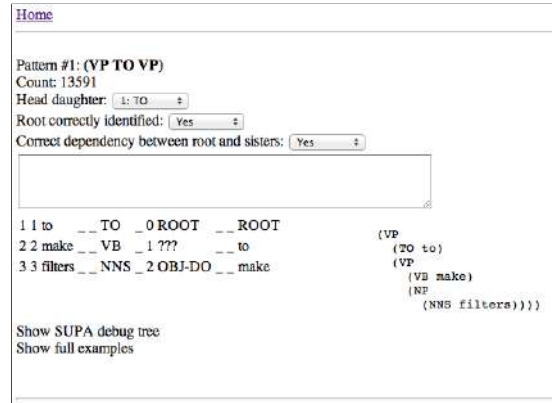 Home
Pattern #1: (VP TO VP)
Count: 13591
Head daughter: 1: TO
Root correctly identified: Yes
Correct dependency between root and sisters: Yes
1 1 to _ _ TO _ 0 ROOT _ _ ROOT
2 2 make _ _ VB _ 1 ??? _ _ to
3 3 filters _ _ NNS _ 2 OBJ-DO _ _ make
(VP
(TO to)
(VP
(VB make)
(NP
(NNS filters))))
Show SUPA debug tree
Show full examples